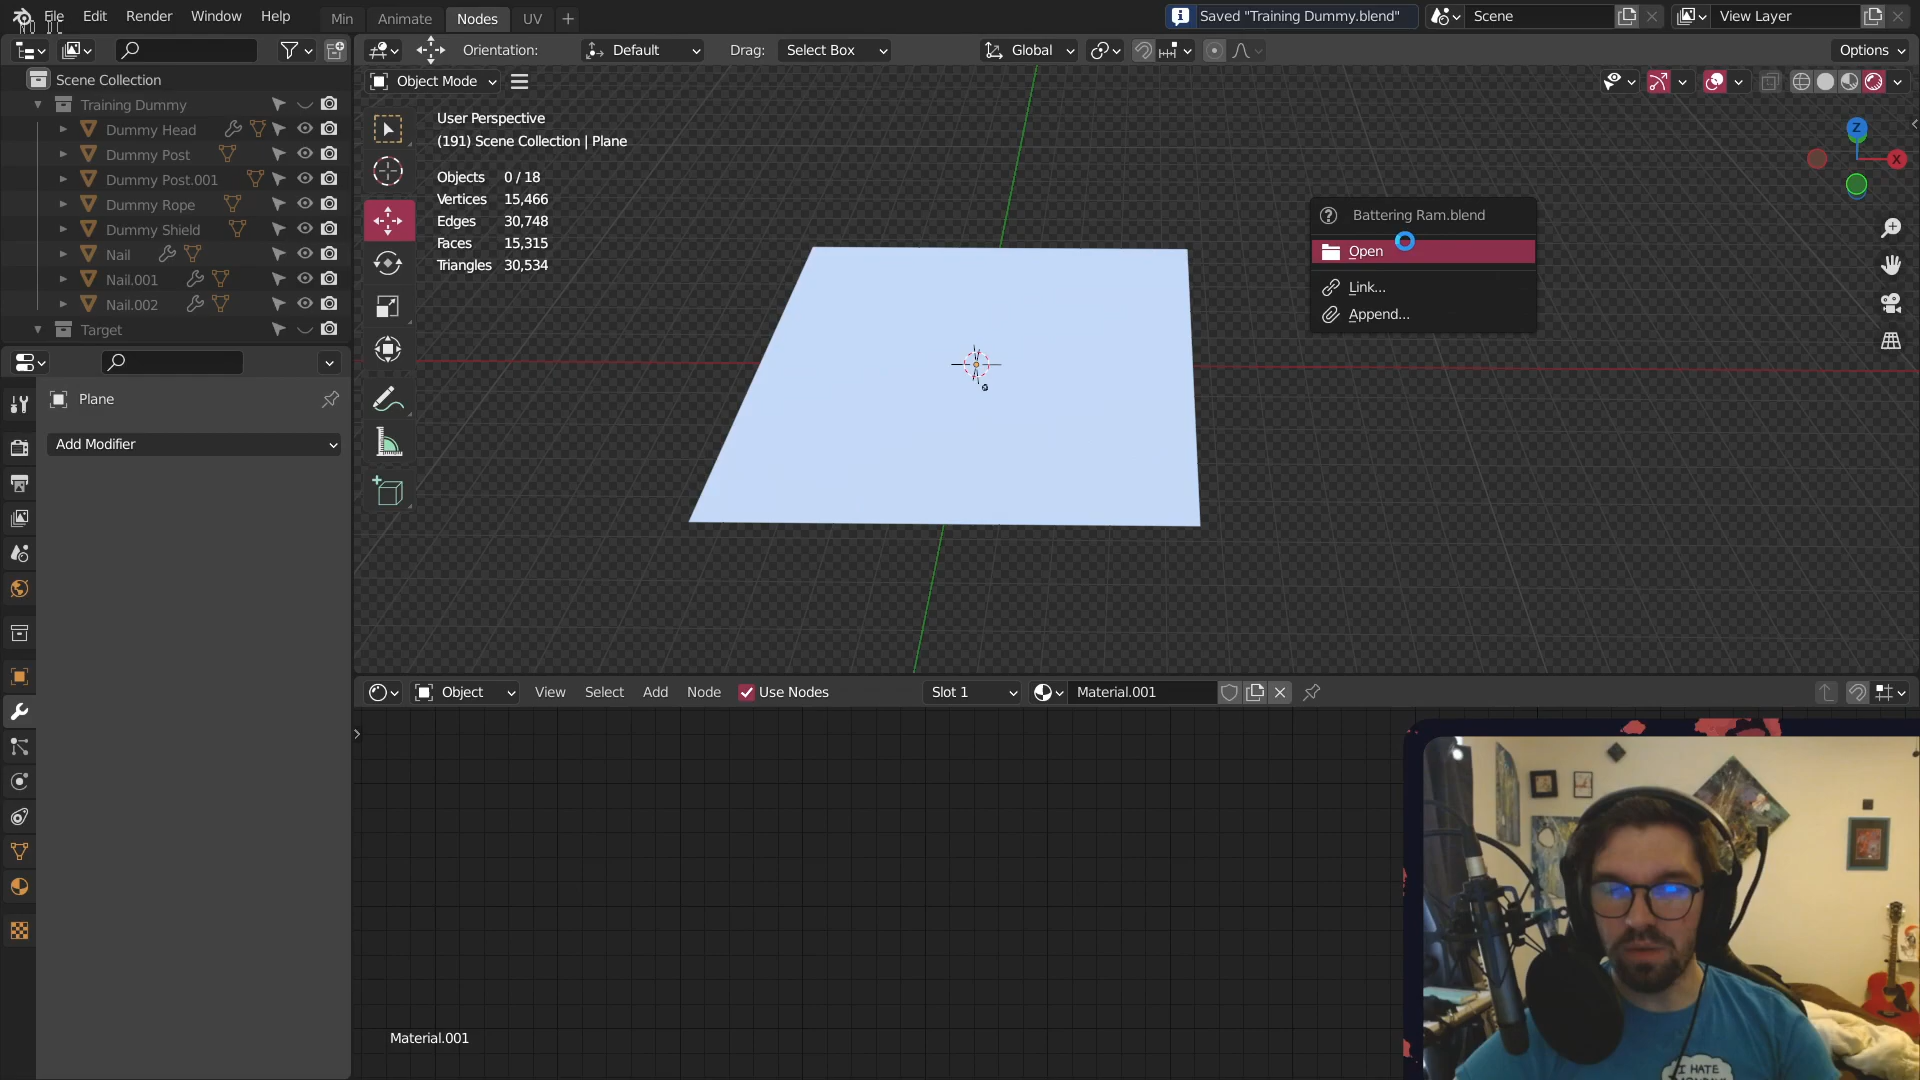 File Edit Render Window Help Min Animate Nodes UV
Saved "Training Dummy.blend" Scene View Layer
Orientation: Default Drag: Select Box Global Options
Scene Collection
Training Dummy
Dummy Head
Dummy Post
Dummy Post.001
Dummy Rope
Dummy Shield
Nail
Nail.001
Nail.002
Target
Plane
Add Modifier
Object Mode
User Perspective
(191) Scene Collection | Plane
Objects 0 / 18
Vertices 15,466
Edges 30,748
Faces 15,315
Triangles 30,534
Z
X
Battering Ram.blend
Open
Link...
Append...
Object View Select Add Node Use Nodes Slot 1 Material.001
Material.001
I HATE